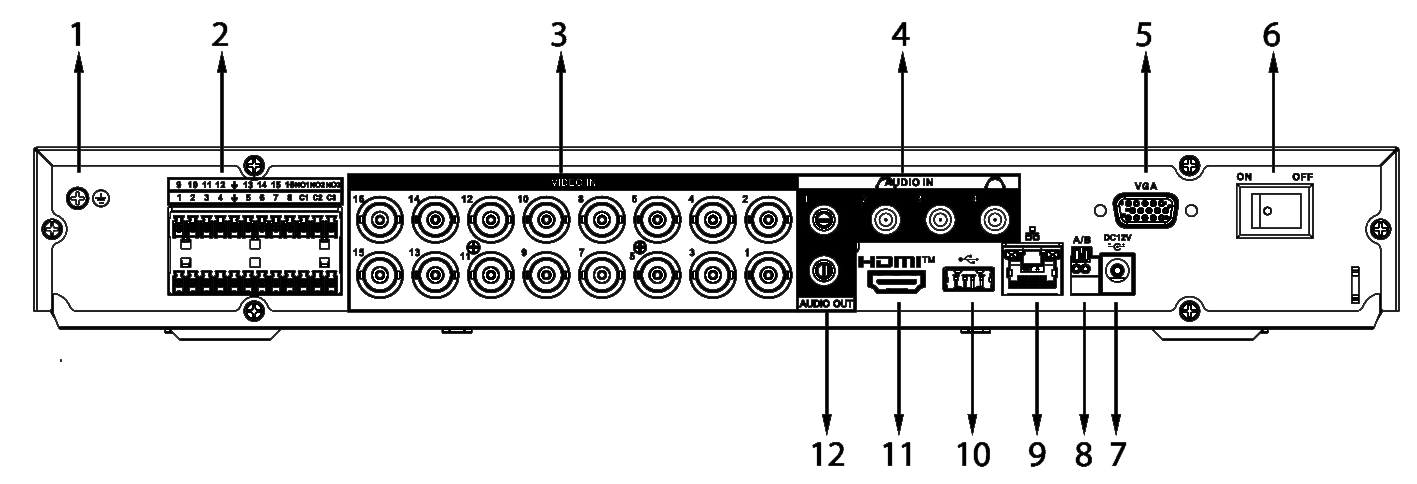 1 2 3 4 5 6
9 10 11 12 13 14 15 16 NO1 NO2 NO3
1 2 3 4 5 6 7 8 C1 C2 C3
VIDEO IN
16 14 12 10 8 6 4 2
15 13 11 9 7 5 3 1
AUDIO IN
1
AUDIO OUT
HDMI™
VGA
A/B
DC12V
ON OFF
12 11 10 9 8 7